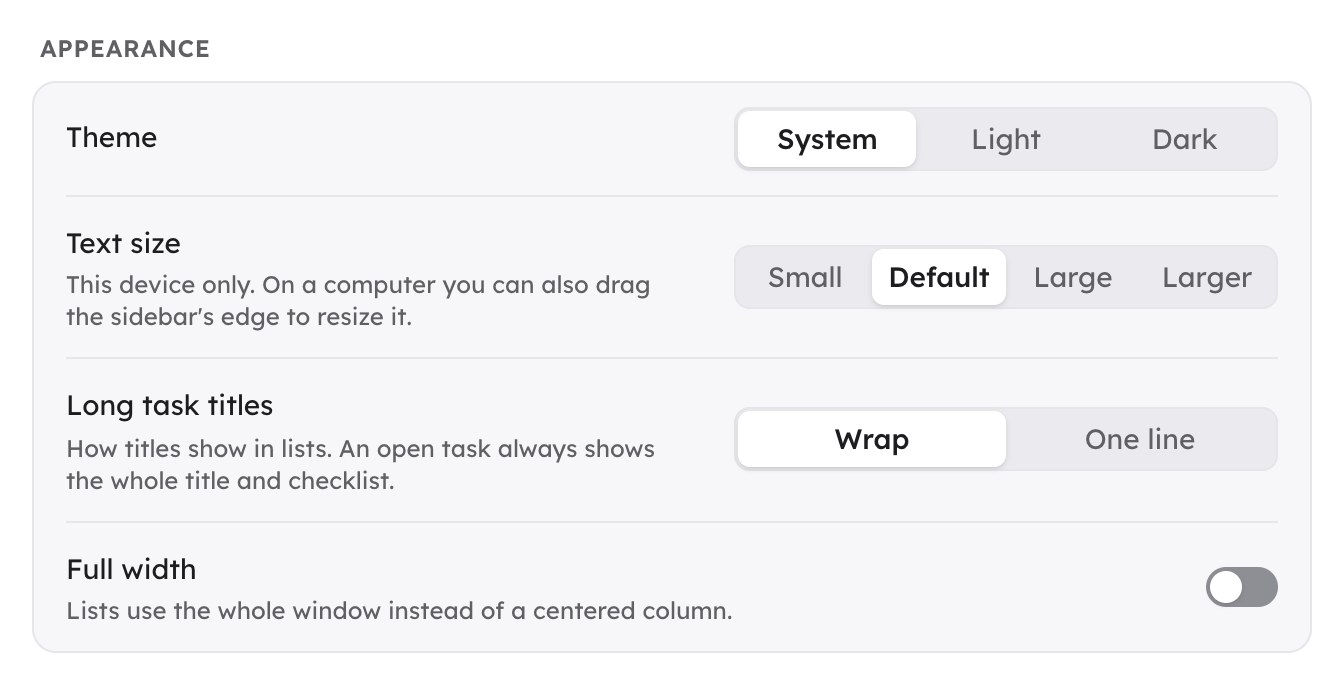 APPEARANCE
Theme
System Light Dark
Text size
This device only. On a computer you can also drag
the sidebar's edge to resize it.
Small Default Large Larger
Long task titles
How titles show in lists. An open task always shows
the whole title and checklist.
Wrap One line
Full width
Lists use the whole window instead of a centered column.